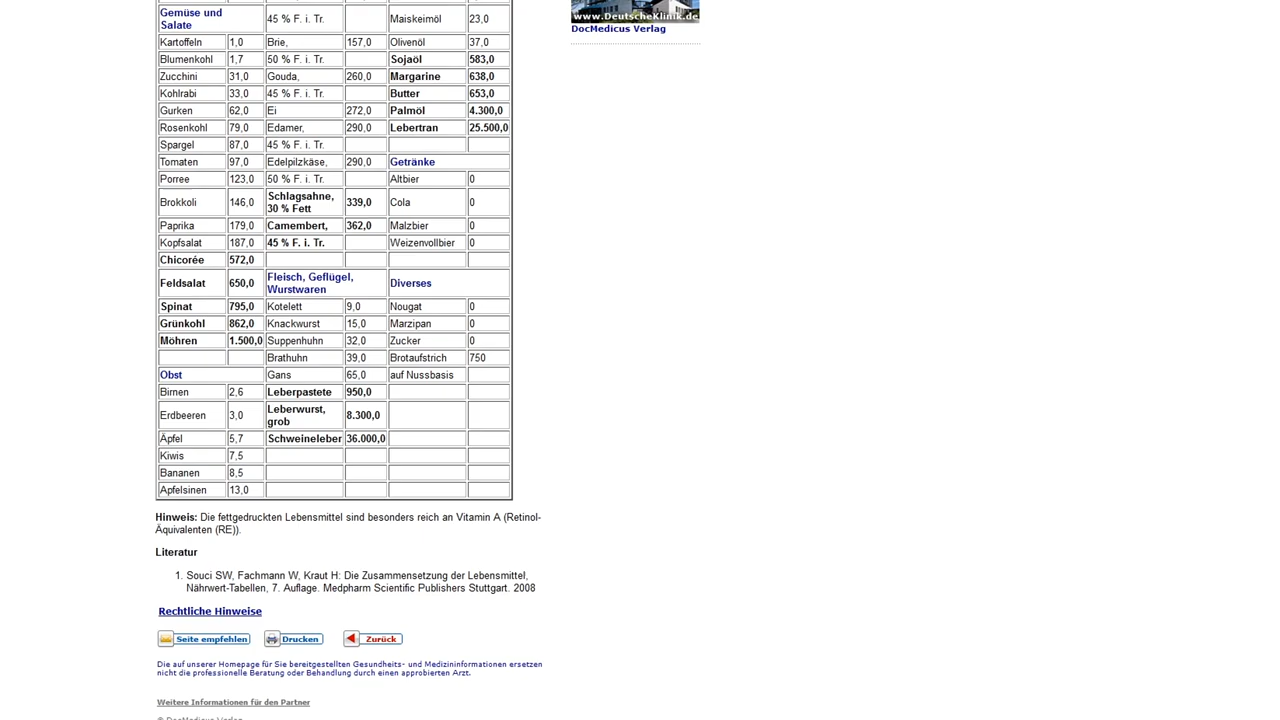 www.DeutscheKlinik.de
DocMedicus Verlag
Gemüse und 45 % F. i. Tr. Maiskeimöl 23,0
Salate
Kartoffeln 1,0 Brie, 157,0 Olivenöl 37,0
Blumenkohl 1,7 50 % F. i. Tr. Sojaöl 583,0
Zucchini 31,0 Gouda, 260,0 Margarine 638,0
Kohlrabi 33,0 45 % F. i. Tr. Butter 653,0
Gurken 62,0 Ei 272,0 Palmöl 4.300,0
Rosenkohl 79,0 Edamer, 290,0 Lebertran 25.500,0
Spargel 87,0 45 % F. i. Tr.
Tomaten 97,0 Edelpilzkäse, 290,0 Getränke
Porree 123,0 50 % F. i. Tr. Altbier 0
Brokkoli 146,0 Schlagsahne, 339,0 Cola 0
30 % Fett
Paprika 179,0 Camembert, 362,0 Malzbier 0
Kopfsalat 187,0 45 % F. i. Tr. Weizenvollbier 0
Chicorée 572,0
Feldsalat 650,0 Fleisch, Geflügel, Diverses
Wurstwaren
Spinat 795,0 Kotelett 9,0 Nougat 0
Grünkohl 862,0 Knackwurst 15,0 Marzipan 0
Möhren 1.500,0 Suppenhuhn 32,0 Zucker 0
Brathuhn 39,0 Brotaufstrich 750
Obst Gans 65,0 auf Nussbasis
Birnen 2,6 Leberpastete 950,0
Erdbeeren 3,0 Leberwurst, 8.300,0
grob
Äpfel 5,7 Schweineleber 36.000,0
Kiwis 7,5
Bananen 8,5
Apfelsinen 13,0
Hinweis: Die fettgedruckten Lebensmittel sind besonders reich an Vitamin A (Retinol-
Äquivalenten (RE)).
Literatur
1. Souci SW, Fachmann W, Kraut H: Die Zusammensetzung der Lebensmittel,
Nährwert-Tabellen, 7. Auflage. Medpharm Scientific Publishers Stuttgart. 2008
Rechtliche Hinweise
Seite empfehlen Drucken Zurück
Die auf unserer Homepage für Sie bereitgestellten Gesundheits- und Medizininformationen ersetzen
nicht die professionelle Beratung oder Behandlung durch einen approbierten Arzt.
Weitere Informationen für den Partner
© DocMedicus Verlag